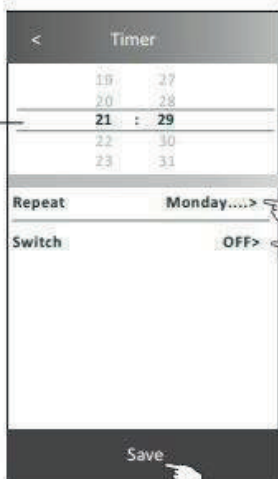 < Timer
19 27
20 28
21 : 29
22 30
23 31
Repeat Monday....>
Switch OFF>
Save